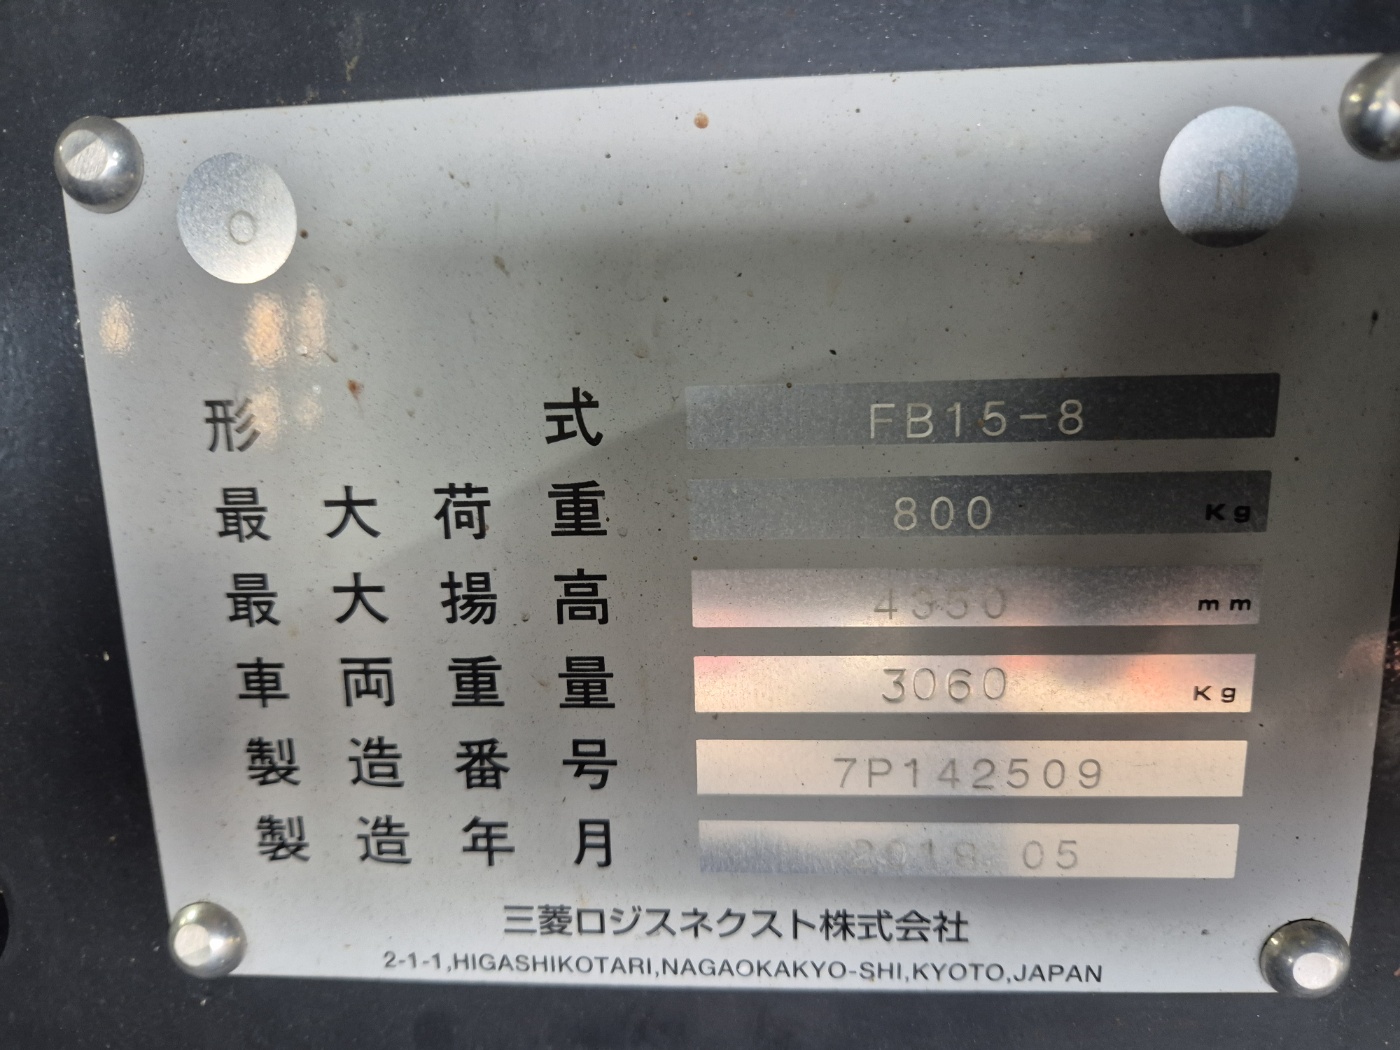 O N
形式 FB15-8
最大荷重 800 Kg
最大揚高 4350 mm
車両重量 3060 Kg
製造番号 7P142509
製造年月 2018 05
三菱ロジスネクスト株式会社
2-1-1,HIGASHIKOTARI,NAGAOKAKYO-SHI,KYOTO,JAPAN